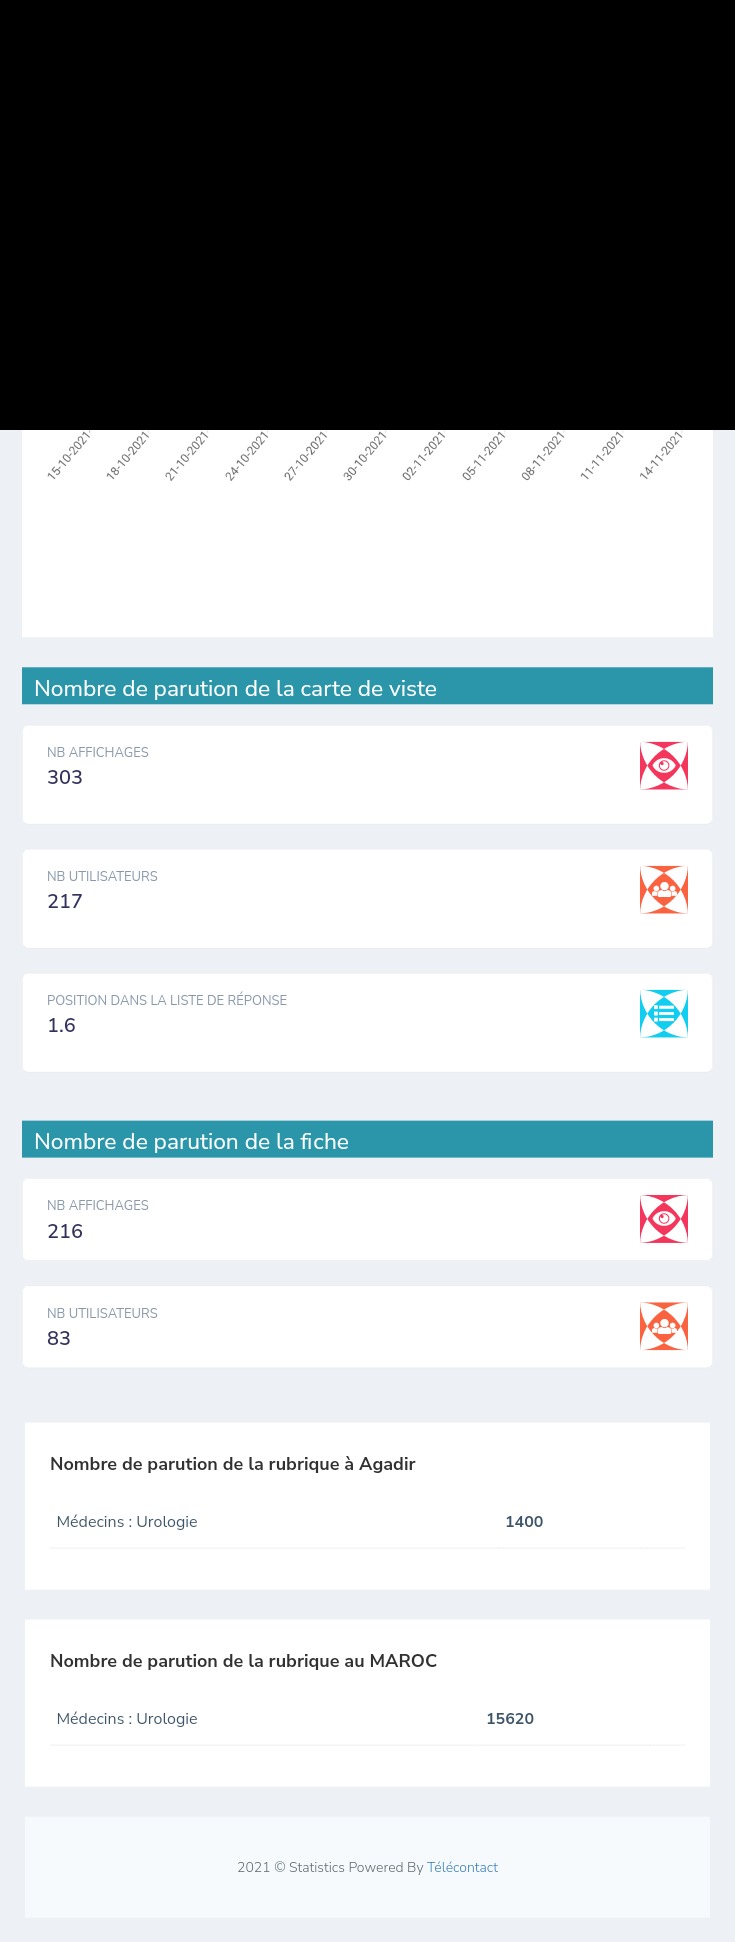 15-10-2021
18-10-2021
21-10-2021
24-10-2021
27-10-2021
30-10-2021
02-11-2021
05-11-2021
08-11-2021
11-11-2021
14-11-2021
Nombre de parution de la carte de viste
NB AFFICHAGES
303
NB UTILISATEURS
217
POSITION DANS LA LISTE DE RÉPONSE
1.6
Nombre de parution de la fiche
NB AFFICHAGES
216
NB UTILISATEURS
83
Nombre de parution de la rubrique à Agadir
Médecins : Urologie 1400
Nombre de parution de la rubrique au MAROC
Médecins : Urologie 15620
2021 © Statistics Powered By Télécontact